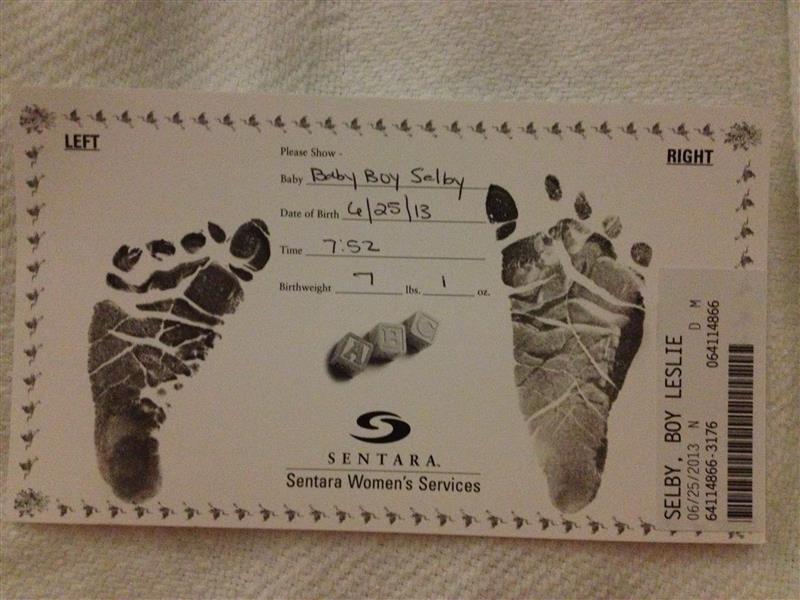 LEFT
RIGHT
Please Show -
Baby Baby Boy Selby
Date of Birth 6/25/13
Time 7:52
Birthweight 7 lbs. 1 oz.
A B C
SENTARA
Sentara Women's Services
SELBY, BOY LESLIE
06/25/2013 N D M
64114866-3176 064114866